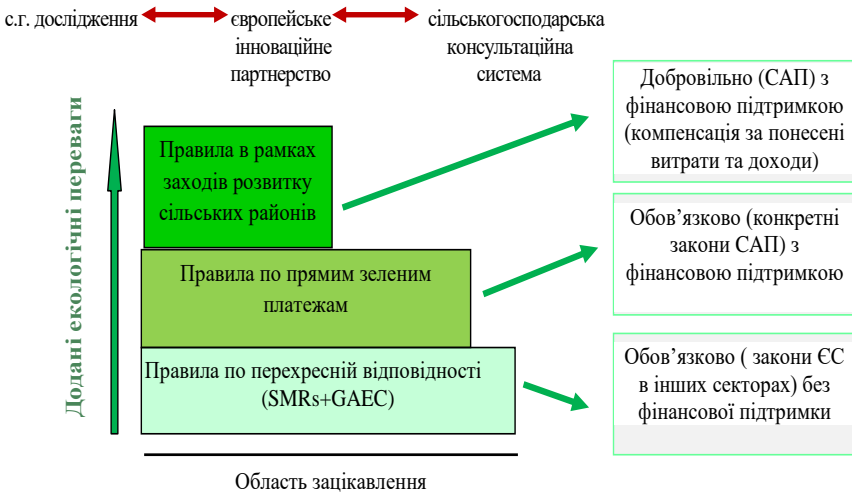 с.г. дослідження
європейське
інноваційне
партнерство
сільськогосподарська
консультаційна
система
Додані екологічні переваги
Правила в рамках
заходів розвитку
сільських районів
Правила по прямим зеленим
платежам
Правила по перехресній відповідності
(SMRs+GAEC)
Область зацікавлення
Добровільно (САП) з
фінансовою підтримкою
(компенсація за понесені
витрати та доходи)
Обов’язково (конкретні
закони САП) з
фінансовою підтримкою
Обов’язково ( закони ЄС
в інших секторах) без
фінансової підтримки